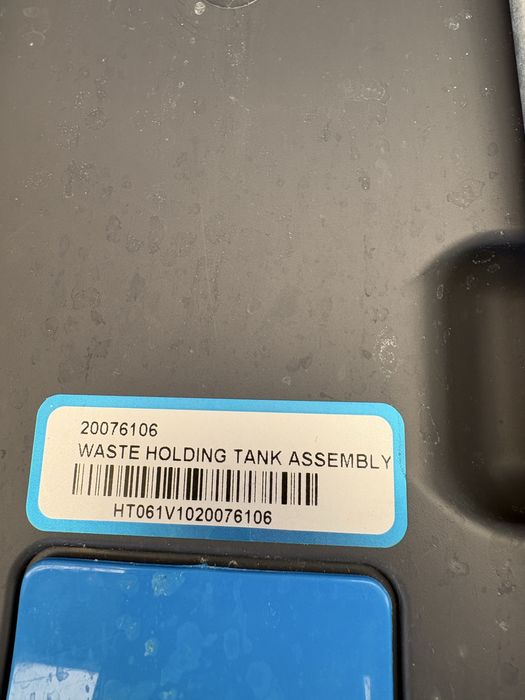 20076106
WASTE HOLDING TANK ASSEMBLY
HT061V1020076106